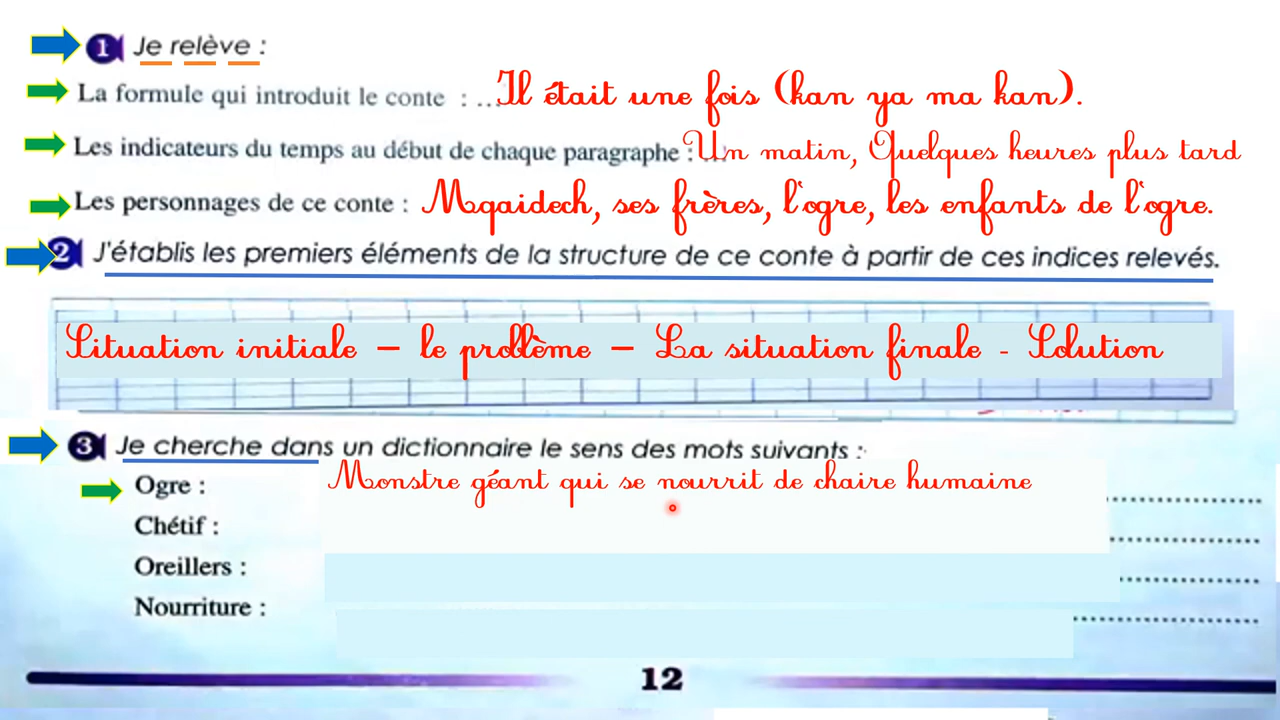 1 Je relève :
La formule qui introduit le conte : ... Il était une fois (kan ya ma kan).
Les indicateurs du temps au début de chaque paragraphe :... Un matin, Quelques heures plus tard
Les personnages de ce conte : Mqaidech, ses frères, l'ogre, les enfants de l'ogre.
2 J'établis les premiers éléments de la structure de ce conte à partir de ces indices relevés.
Situation initiale – le problème – La situation finale - Solution
3 Je cherche dans un dictionnaire le sens des mots suivants :
Ogre : Monstre géant qui se nourrit de chaire humaine
Chétif :
Oreillers :
Nourriture :
12